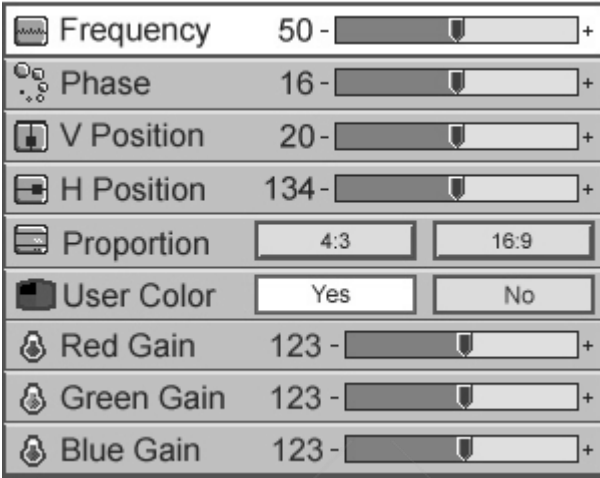 Frequency 50 - +
Phase 16 - +
V Position 20 - +
H Position 134 - +
Proportion 4:3 16:9
User Color Yes No
Red Gain 123 - +
Green Gain 123 - +
Blue Gain 123 - +